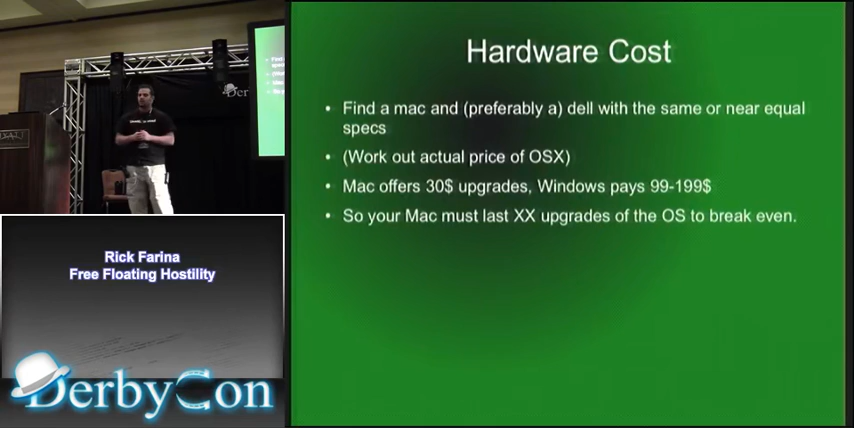 Hardware Cost
• Find a mac and (preferably a) dell with the same or near equal
specs
• (Work out actual price of OSX)
• Mac offers 30$ upgrades, Windows pays 99-199$
• So your Mac must last XX upgrades of the OS to break even.
Rick Farina
Free Floating Hostility
DerbyCon